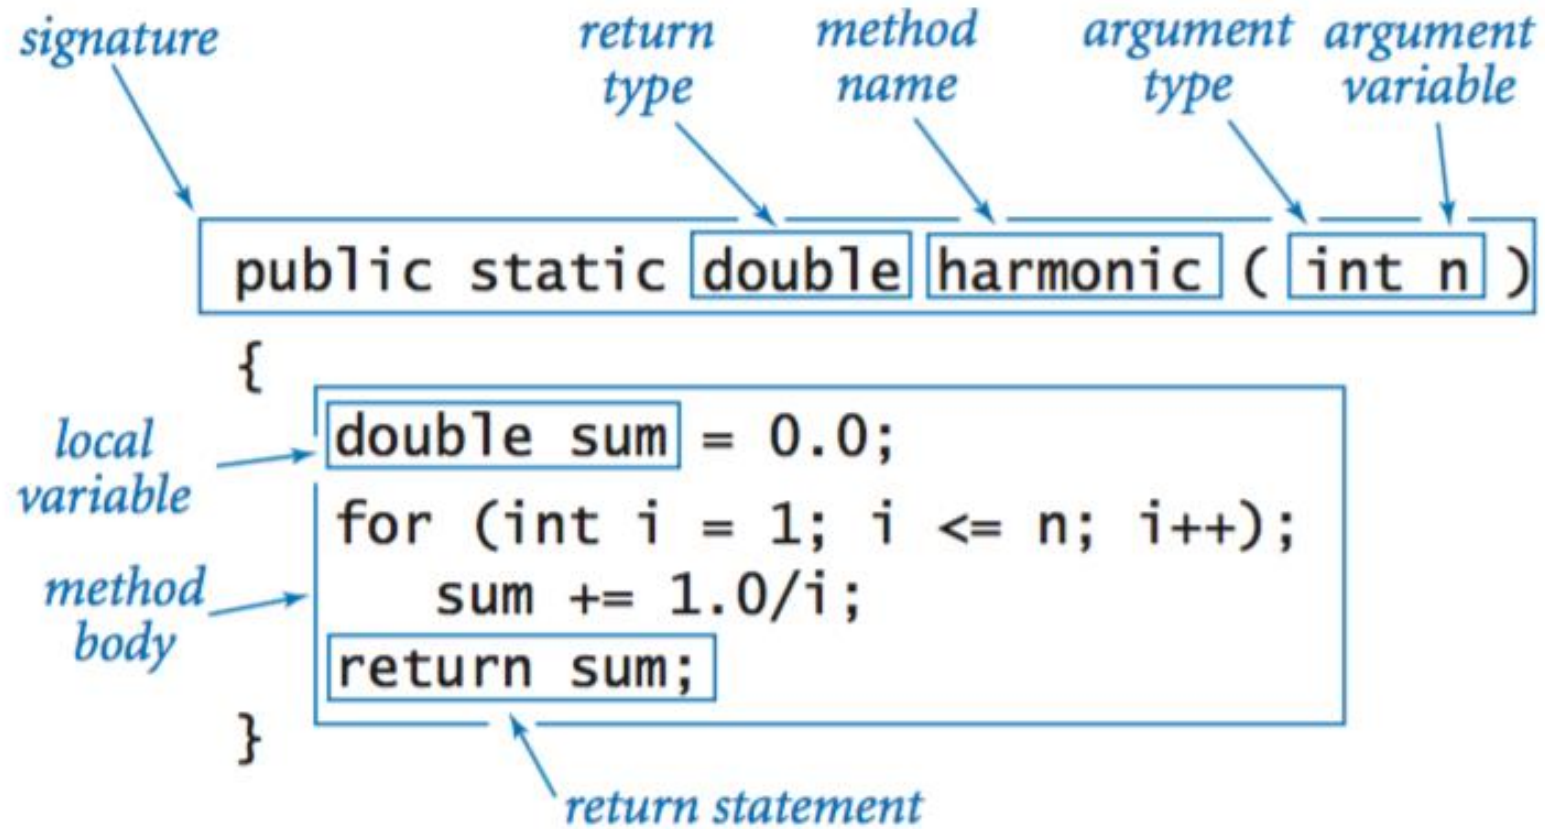 signature
return type
method name
argument type
argument variable
public static double harmonic ( int n )
{
local variable
double sum = 0.0;
for (int i = 1; i <= n; i++);
method body
sum += 1.0/i;
return sum;
}
return statement